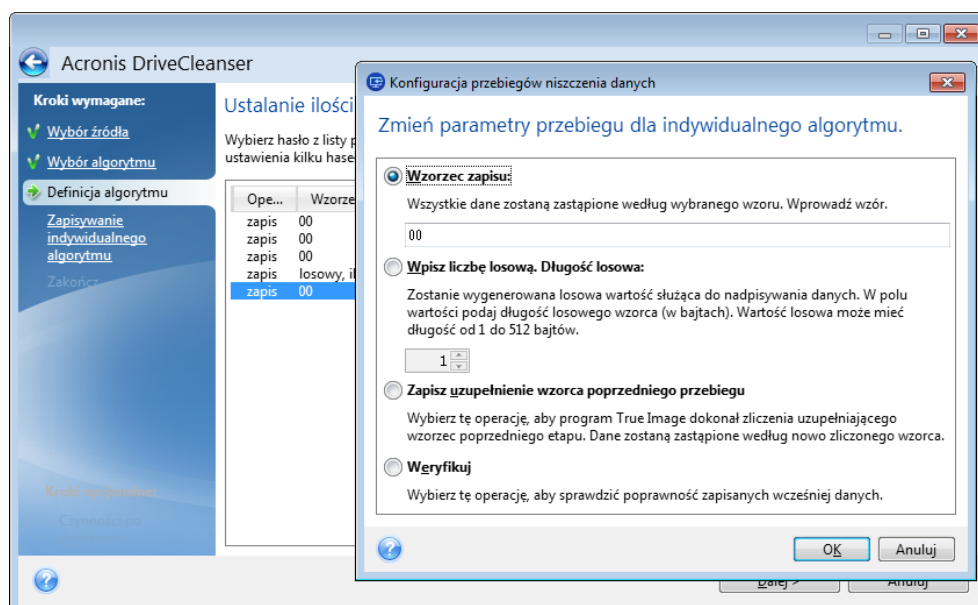 Acronis DriveCleanser
Kroki wymagane:
Wybór źródła
Wybór algorytmu
Definicja algorytmu
Zapisywanie
indywidualnego
algorytmu
Zakończ
Kroki opcjonalne:
Czynności po
Ustalanie ilości
Wybierz hasło z listy p
ustawienia kilku hase
Ope... Wzorze
zapis 00
zapis 00
zapis 00
zapis losowy, il
zapis 00
Dalej > Anuluj
Konfiguracja przebiegów niszczenia danych
Zmień parametry przebiegu dla indywidualnego algorytmu.
Wzorzec zapisu:
Wszystkie dane zostaną zastąpione według wybranego wzoru. Wprowadź wzór.
00
Wpisz liczbę losową. Długość losowa:
Zostanie wygenerowana losowa wartość służąca do nadpisywania danych. W polu
wartości podaj długość losowego wzorca (w bajtach). Wartość losowa może mieć
długość od 1 do 512 bajtów.
1
Zapisz uzupełnienie wzorca poprzedniego przebiegu
Wybierz tę operację, aby program True Image dokonał zliczenia uzupełniającego
wzorzec poprzedniego etapu. Dane zostaną zastąpione według nowo zliczonego wzorca.
Weryfikuj
Wybierz tę operację, aby sprawdzić poprawność zapisanych wcześniej danych.
OK Anuluj